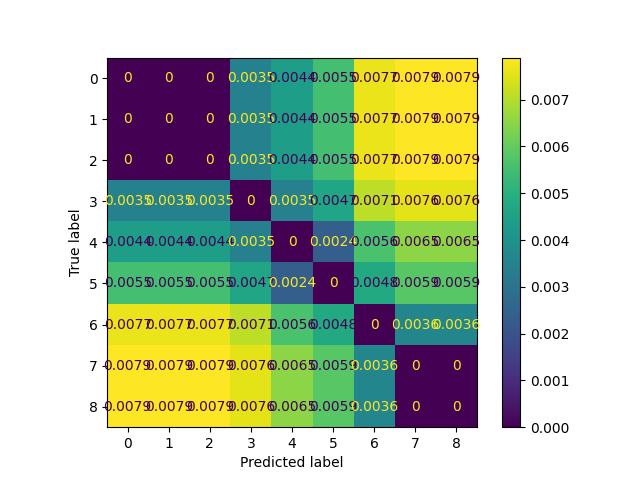 0 0 0 0 0.0035 0.0044 0.0055 0.0077 0.0079 0.0079
1 0 0 0 0.0035 0.0044 0.0055 0.0077 0.0079 0.0079
2 0 0 0 0.0035 0.0044 0.0055 0.0077 0.0079 0.0079
3 0.0035 0.0035 0.0035 0 0.0035 0.0047 0.0071 0.0076 0.0076
4 0.0044 0.0044 0.0044 0.0035 0 0.0024 0.0056 0.0065 0.0065
5 0.0055 0.0055 0.0055 0.0047 0.0024 0 0.0048 0.0059 0.0059
6 0.0077 0.0077 0.0077 0.0071 0.0056 0.0048 0 0.0036 0.0036
7 0.0079 0.0079 0.0079 0.0076 0.0065 0.0059 0.0036 0 0
8 0.0079 0.0079 0.0079 0.0076 0.0065 0.0059 0.0036 0 0
0 1 2 3 4 5 6 7 8
Predicted label
True label
0.007
0.006
0.005
0.004
0.003
0.002
0.001
0.000